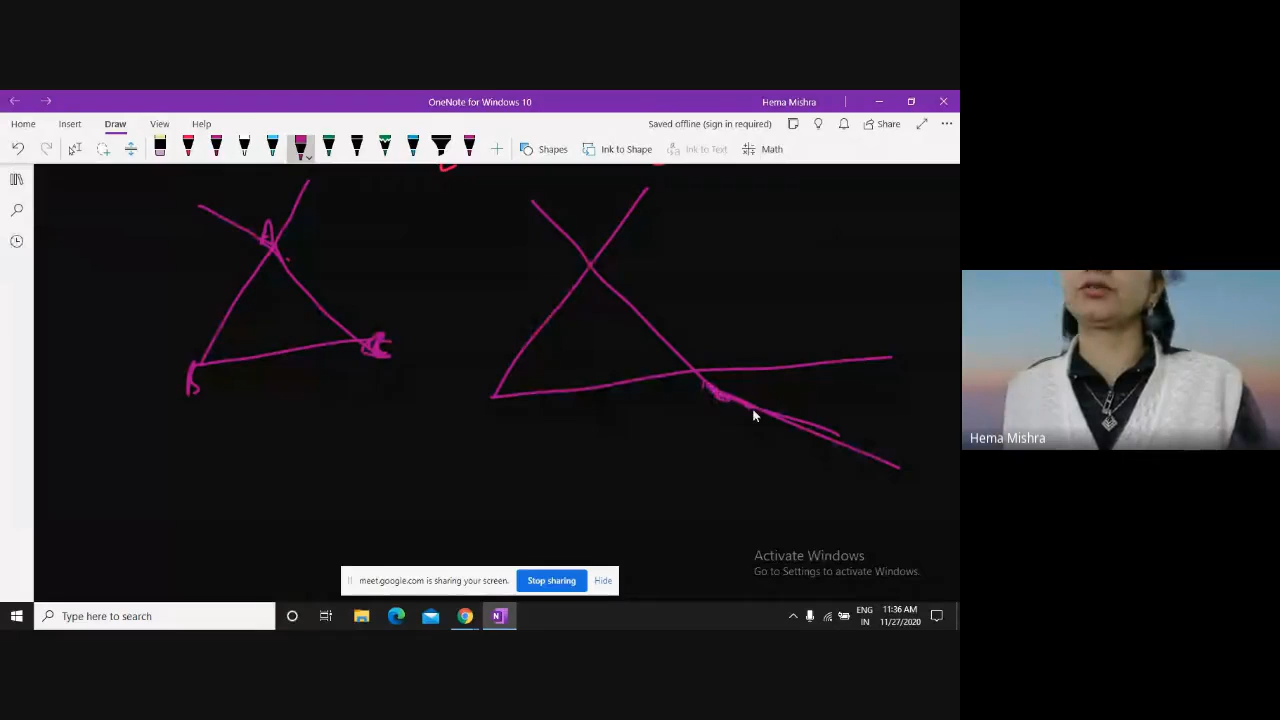 OneNote for Windows 10
Hema Mishra
Home Insert Draw View Help
Saved offline (sign in required)
Share
Shapes
Ink to Shape
Ink to Text
Math
A
B
C
Hema Mishra
Activate Windows
Go to Settings to activate Windows.
meet.google.com is sharing your screen.
Stop sharing
Hide
Type here to search
ENG
IN
11:36 AM
11/27/2020